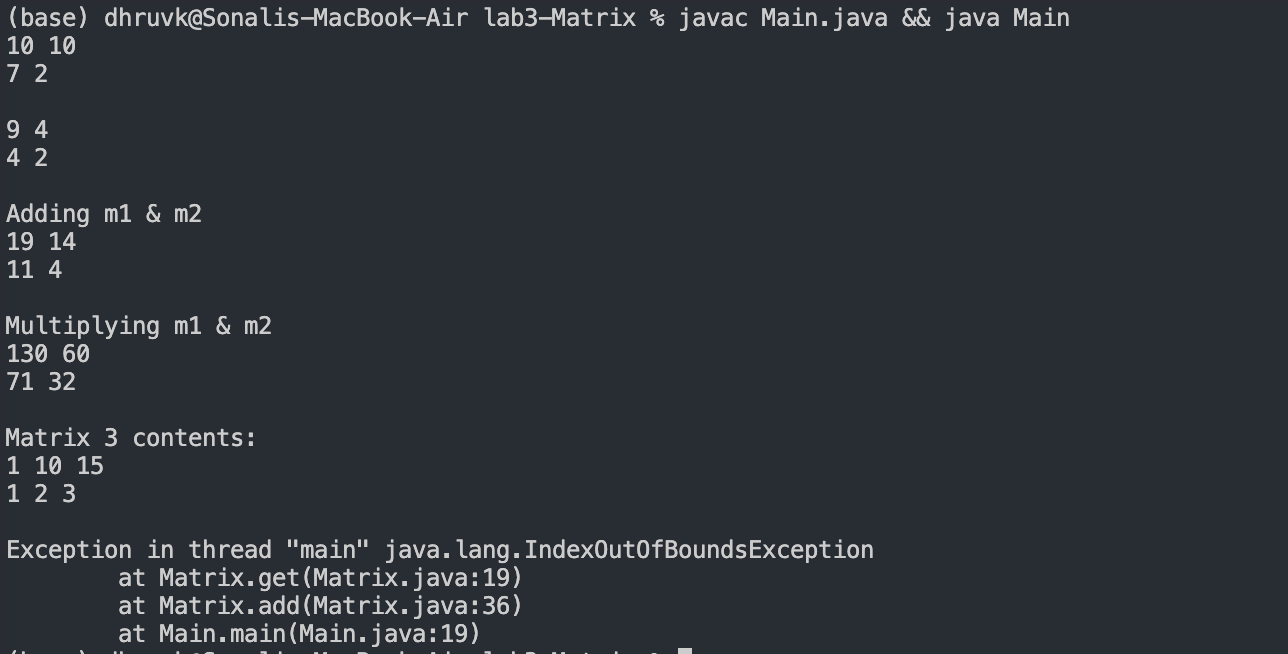 (base) dhruvk@Sonalis-MacBook-Air lab3-Matrix % javac Main.java && java Main
10 10
7 2
9 4
4 2
Adding m1 & m2
19 14
11 4
Multiplying m1 & m2
130 60
71 32
Matrix 3 contents:
1 10 15
1 2 3
Exception in thread "main" java.lang.IndexOutOfBoundsException
at Matrix.get(Matrix.java:19)
at Matrix.add(Matrix.java:36)
at Main.main(Main.java:19)